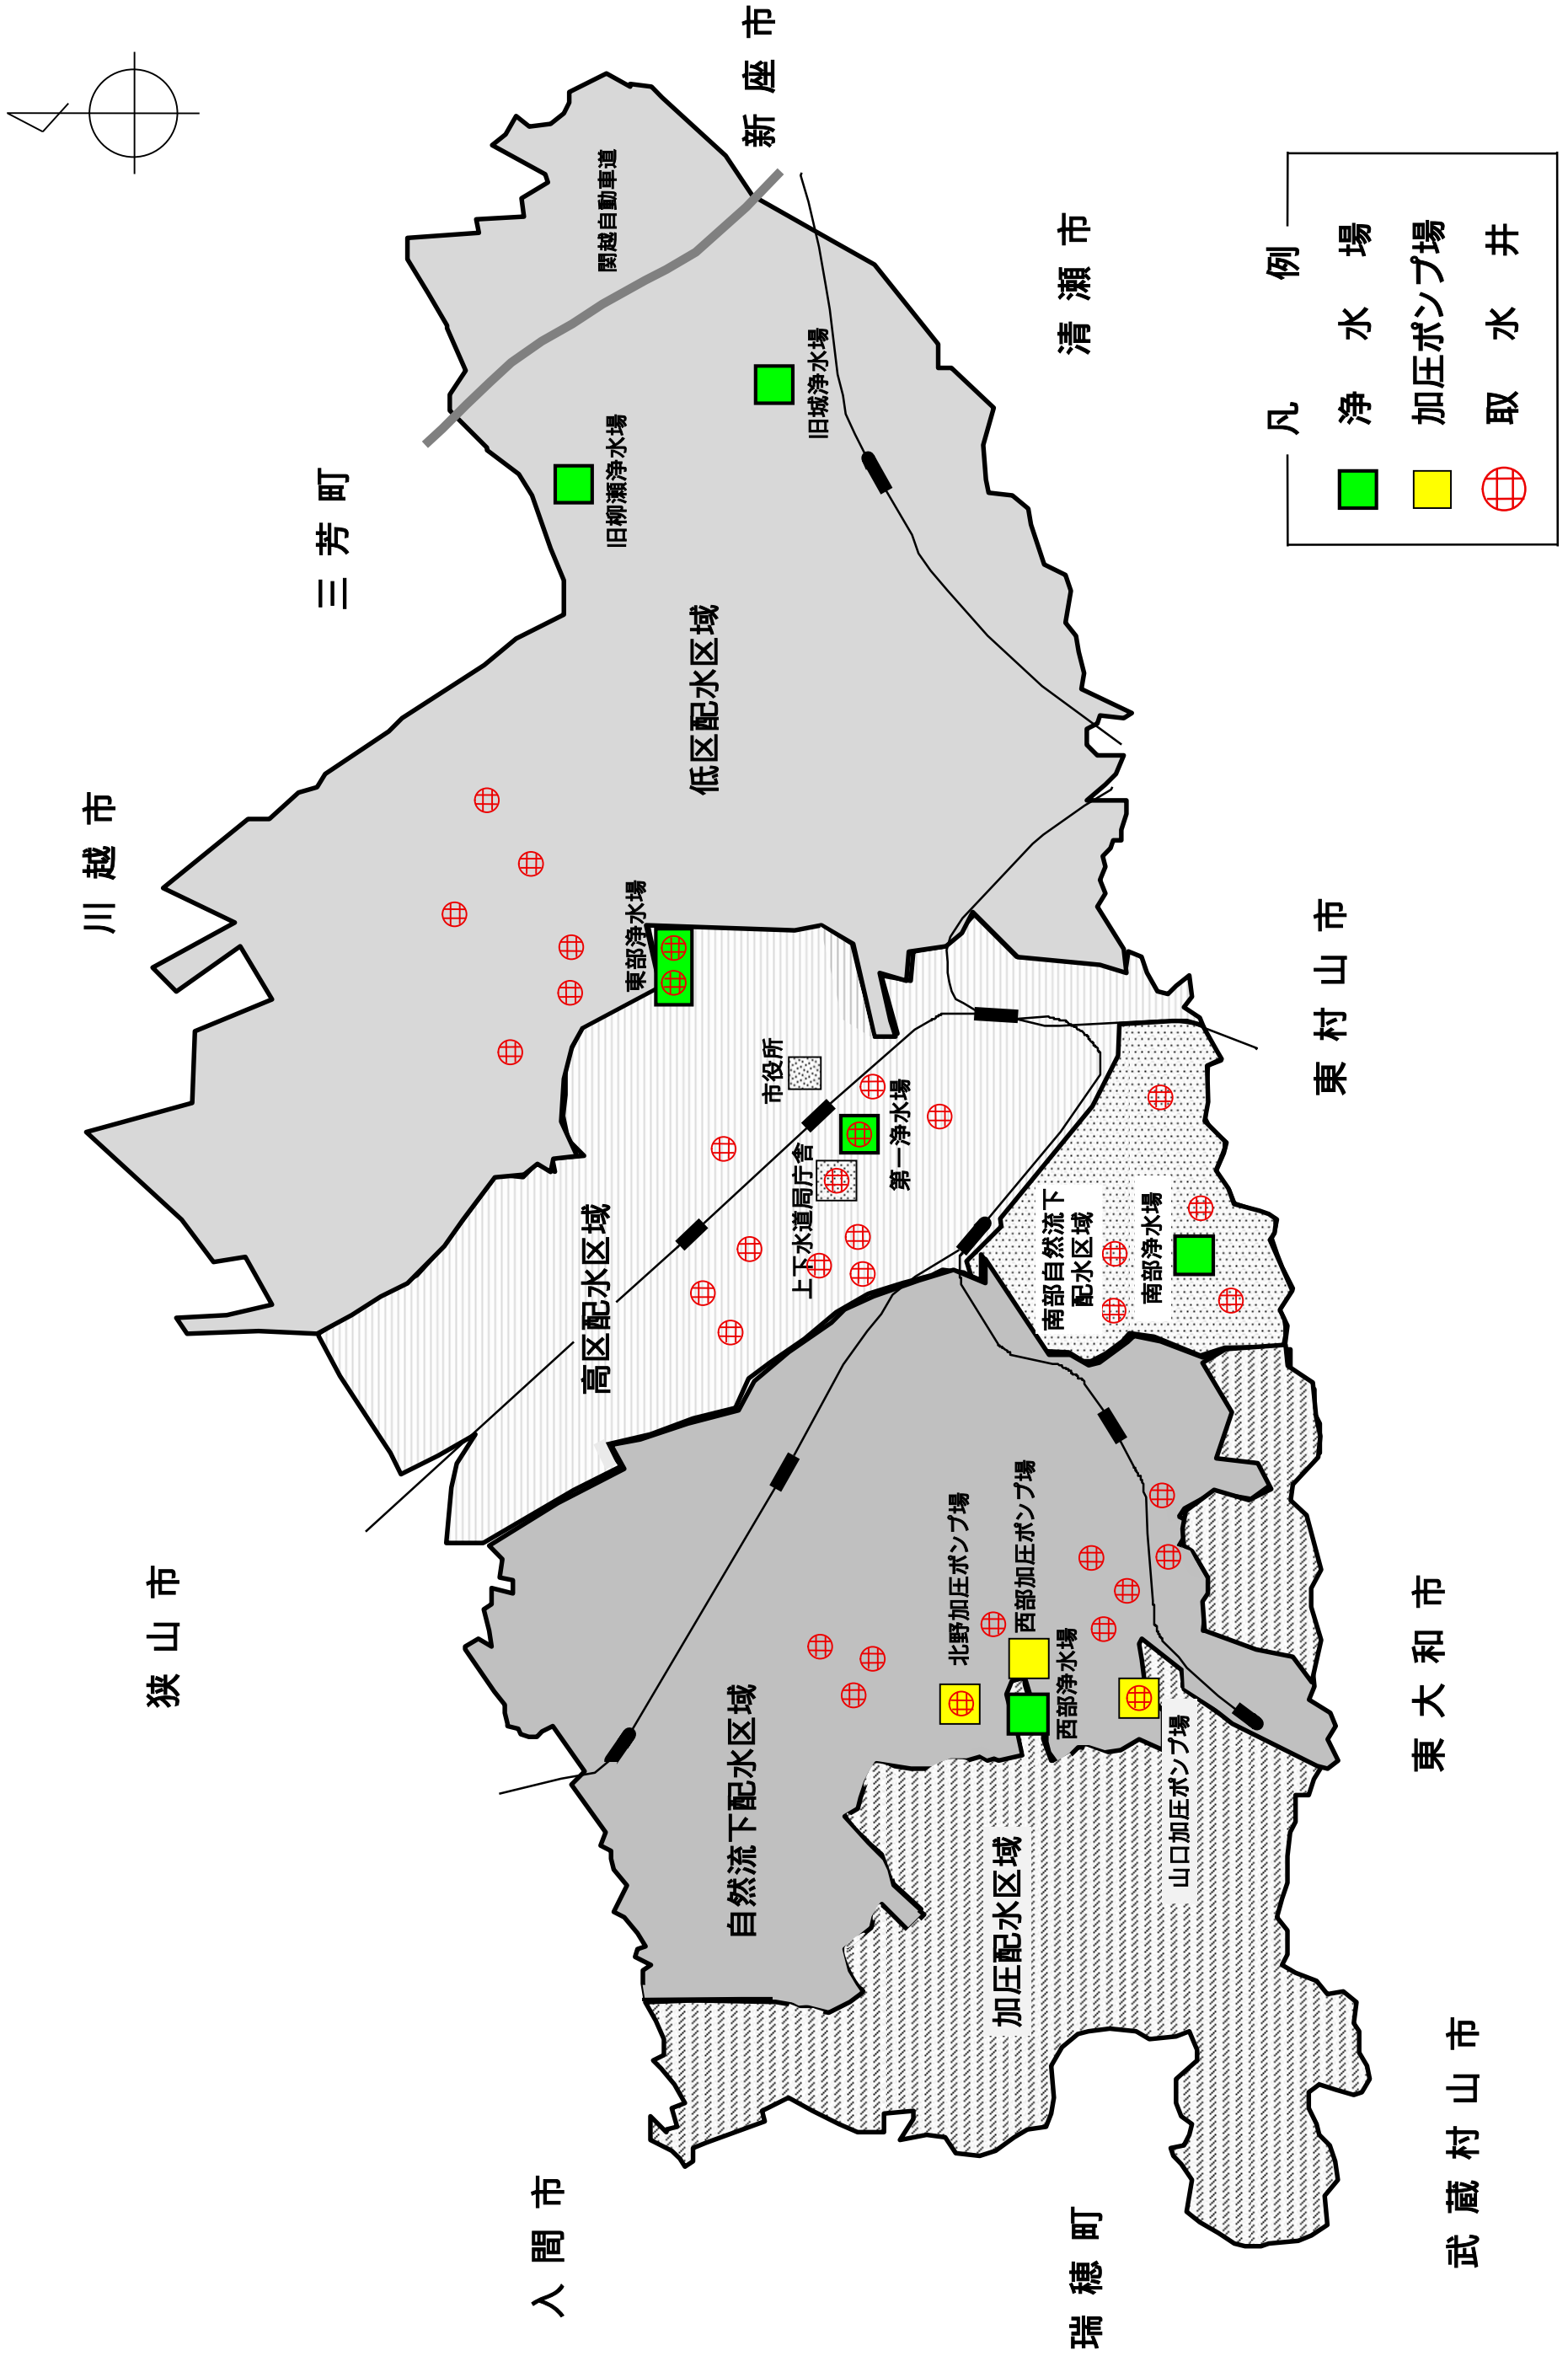 川越市
三芳町
新座市
狭山市
関越自動車道
旧柳瀬浄水場
旧城浄水場
清瀬市
低区配水区域
東部浄水場
市役所
高区配水区域
上下水道局庁舎
第一浄水場
南部自然流下
配水区域
南部浄水場
東村山市
入間市
自然流下配水区域
北野加圧ポンプ場
西部加圧ポンプ場
西部浄水場
加圧配水区域
山口加圧ポンプ場
東大和市
瑞穂町
武蔵村山市
凡例
浄水場
加圧ポンプ場
取水井